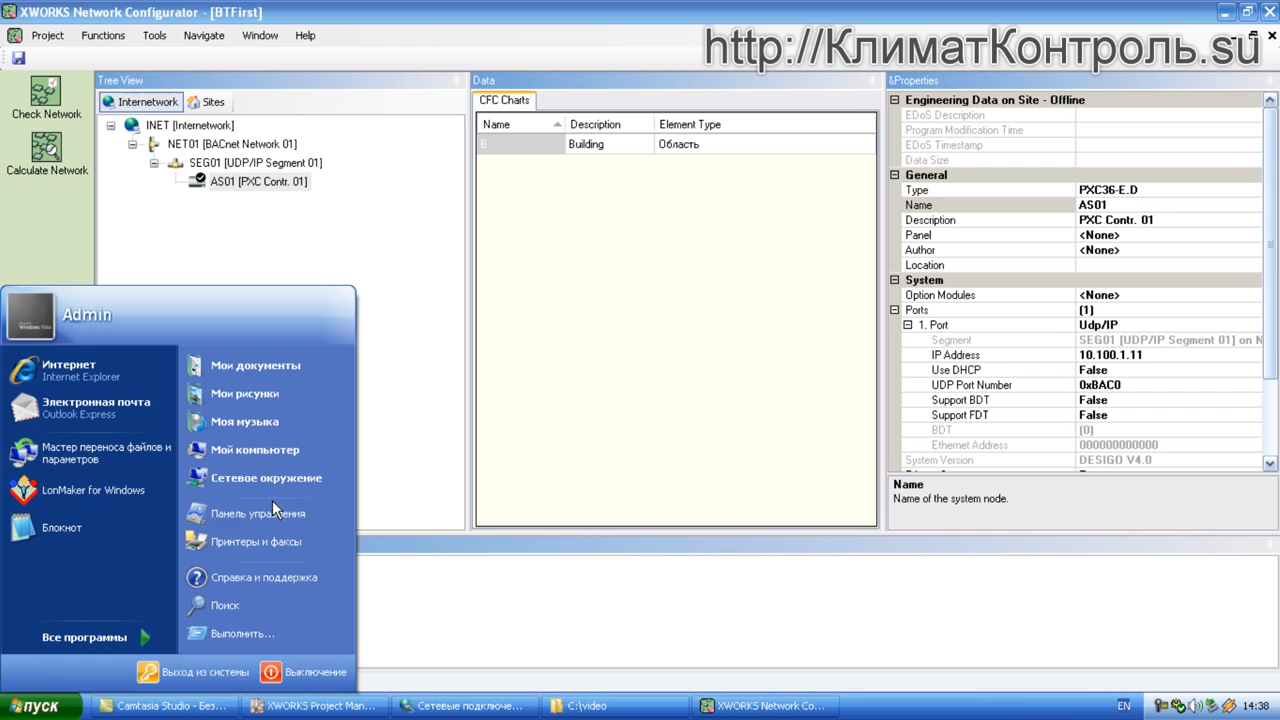 XWORKS Network Configurator - [BTFirst]
Project Functions Tools Navigate Window Help
http://КлиматКонтроль.su
Check Network
Calculate Network
Tree View
Internetwork Sites
INET [Internetwork]
NET01 [BACnet Network 01]
SEG01 [UDP/IP Segment 01]
AS01 [PXC Contr. 01]
Data
CFC Charts
Name Description Element Type
B Building Область
&Properties
Engineering Data on Site - Offline
EDoS Description
Program Modification Time
EDoS Timestamp
Data Size
General
Type PXC36-E.D
Name AS01
Description PXC Contr. 01
Panel <None>
Author <None>
Location
System
Option Modules <None>
Ports (1)
1. Port Udp/IP
Segment SEG01 [UDP/IP Segment 01] on N
IP Address 10.100.1.11
Use DHCP False
UDP Port Number 0xBAC0
Support BDT False
Support FDT False
BDT (0)
Ethernet Address 000000000000
System Version DESIGO V4.0
Name
Name of the system node.
Admin
Интернет
Internet Explorer
Электронная почта
Outlook Express
Мастер переноса файлов и
параметров
LonMaker for Windows
Блокнот
Все программы
Мои документы
Мои рисунки
Моя музыка
Мой компьютер
Сетевое окружение
Панель управления
Принтеры и факсы
Справка и поддержка
Поиск
Выполнить...
Выход из системы Выключение
пуск Camtasia Studio - Без... XWORKS Project Man... Сетевые подключе... C:\video XWORKS Network Co... EN 14:38